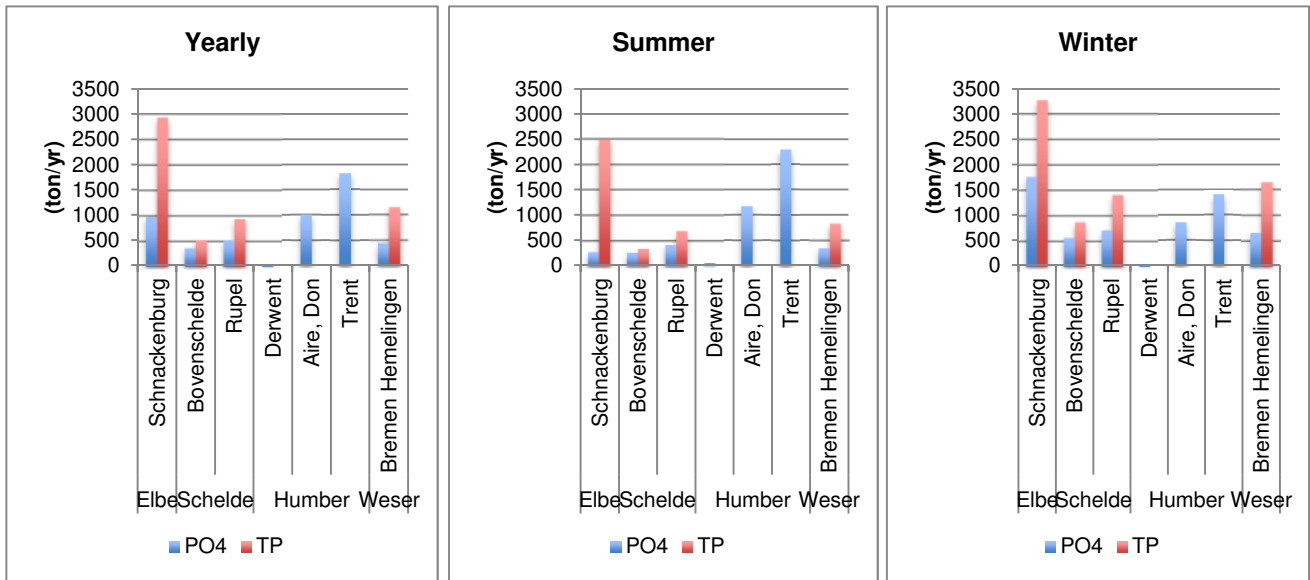 Yearly
(ton/yr)
3500
3000
2500
2000
1500
1000
500
0
Schnackenburg
Bovenschelde
Rupel
Derwent
Aire, Don
Trent
Bremen Hemelingen
Elbe Schelde Humber Weser
PO4 TP
Summer
(ton/yr)
3500
3000
2500
2000
1500
1000
500
0
Schnackenburg
Bovenschelde
Rupel
Derwent
Aire, Don
Trent
Bremen Hemelingen
Elbe Schelde Humber Weser
PO4 TP
Winter
(ton/yr)
3500
3000
2500
2000
1500
1000
500
0
Schnackenburg
Bovenschelde
Rupel
Derwent
Aire, Don
Trent
Bremen Hemelingen
Elbe Schelde Humber Weser
PO4 TP